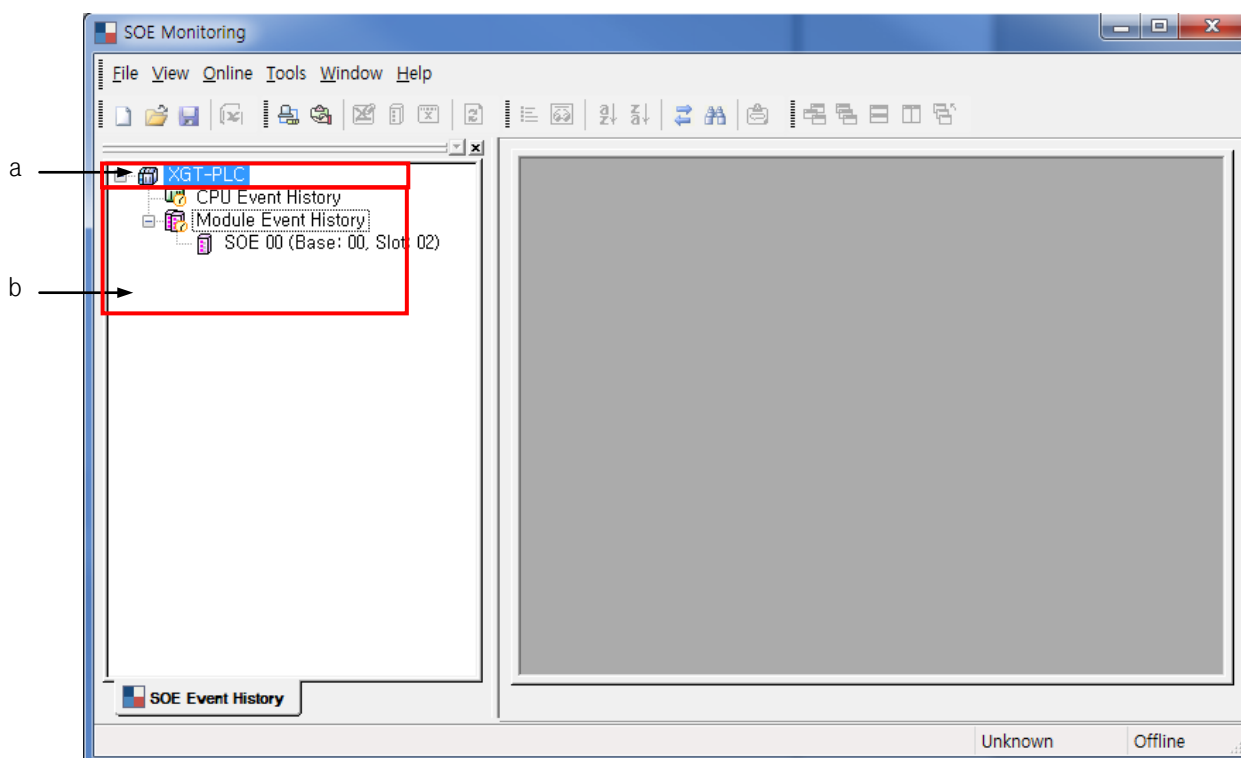 SOE Monitoring
File View Online Tools Window Help
a
XGT-PLC
CPU Event History
Module Event History
SOE 00 (Base: 00, Slot: 02)
b
SOE Event History
Unknown Offline